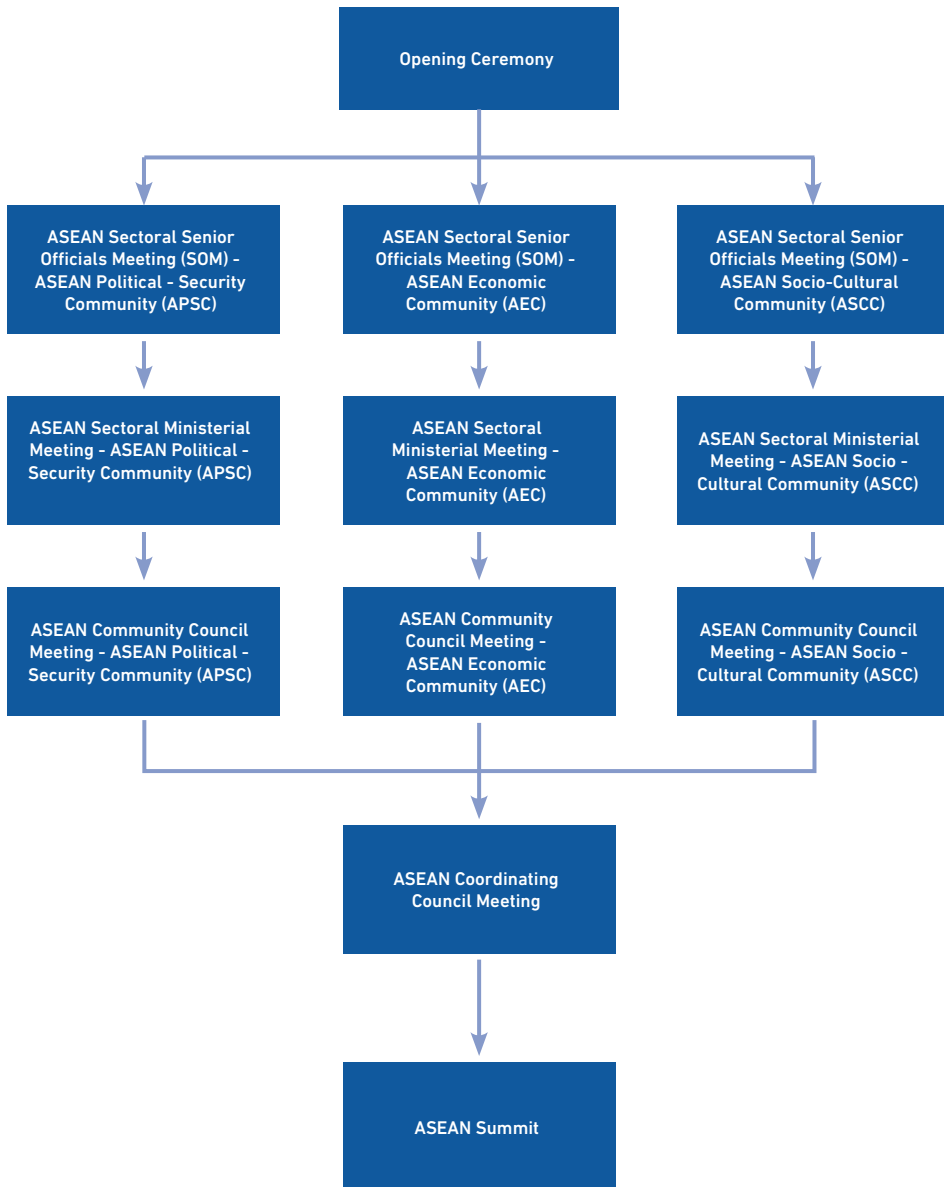 Opening Ceremony
ASEAN Sectoral Senior
Officials Meeting (SOM) -
ASEAN Political - Security
Community (APSC)
ASEAN Sectoral Senior
Officials Meeting (SOM) -
ASEAN Economic
Community (AEC)
ASEAN Sectoral Senior
Officials Meeting (SOM) -
ASEAN Socio-Cultural
Community (ASCC)
ASEAN Sectoral Ministerial
Meeting - ASEAN Political -
Security Community (APSC)
ASEAN Sectoral
Ministerial Meeting -
ASEAN Economic
Community (AEC)
ASEAN Sectoral Ministerial
Meeting - ASEAN Socio -
Cultural Community (ASCC)
ASEAN Community Council
Meeting - ASEAN Political -
Security Community (APSC)
ASEAN Community
Council Meeting -
ASEAN Economic
Community (AEC)
ASEAN Community Council
Meeting - ASEAN Socio -
Cultural Community (ASCC)
ASEAN Coordinating
Council Meeting
ASEAN Summit